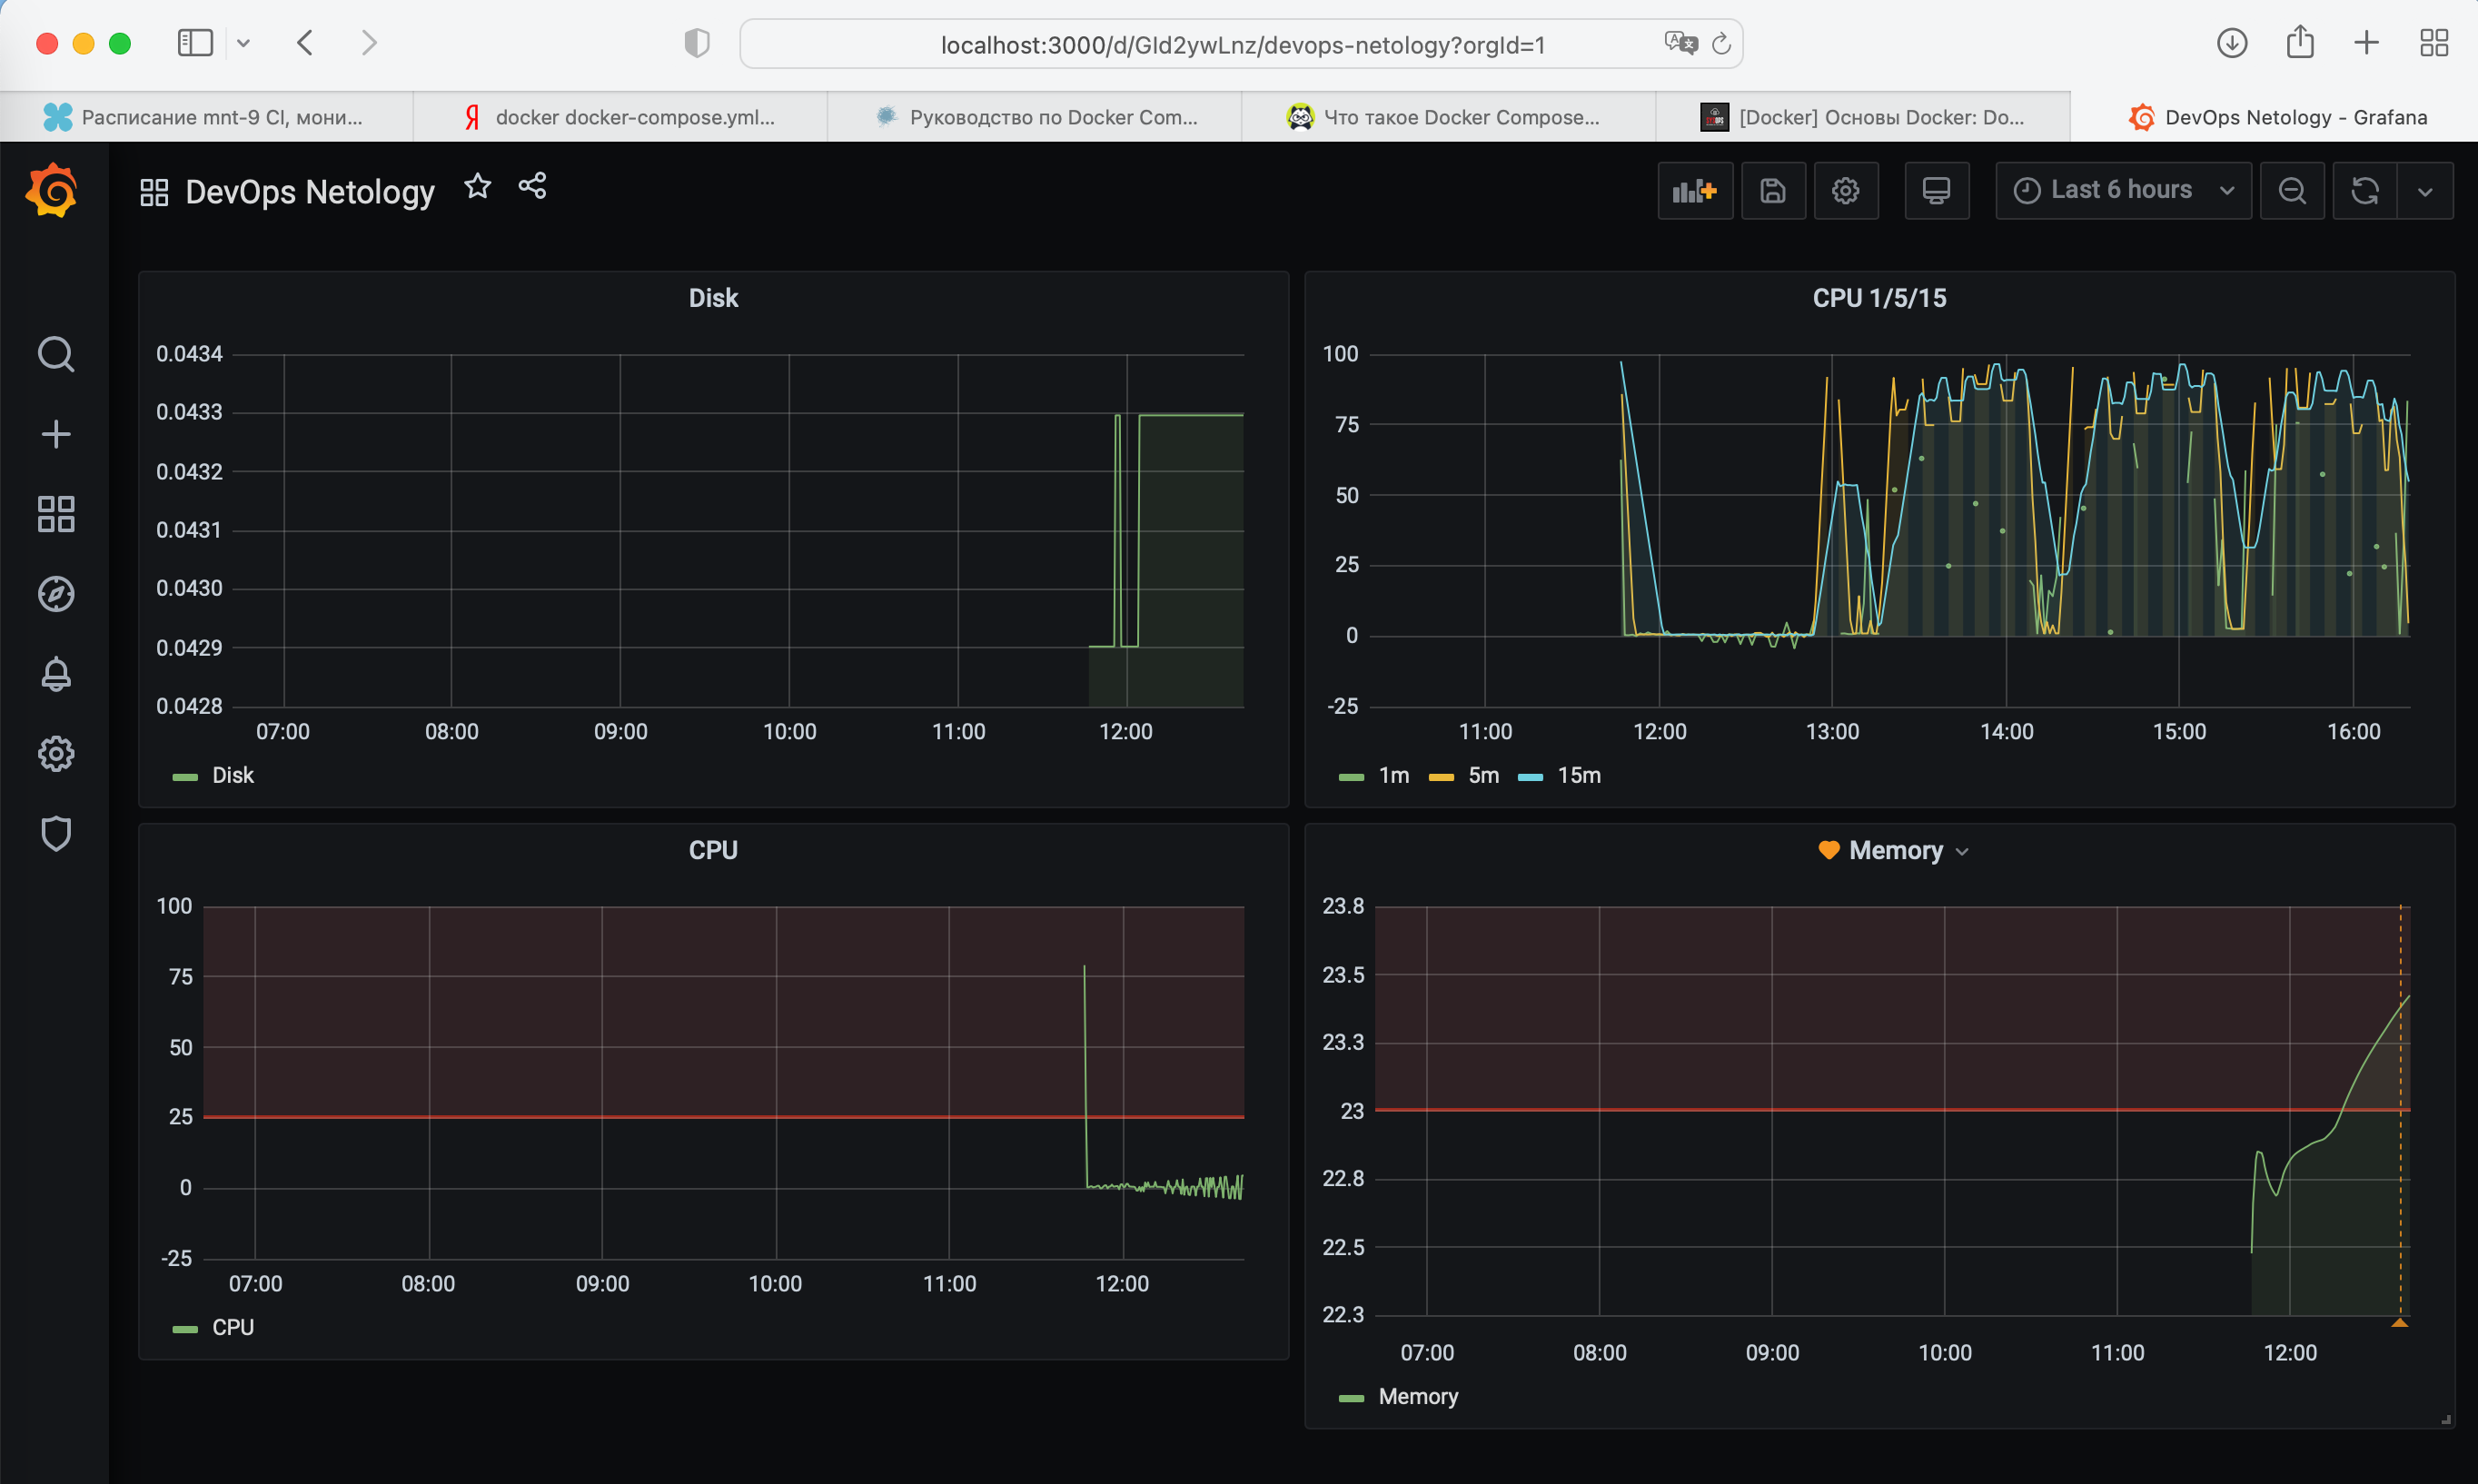 localhost:3000/d/GId2ywLnz/devops-netology?orgId=1
Расписание mnt-9 CI, мони...
docker docker-compose.yml...
Руководство по Docker Com...
Что такое Docker Compose...
[Docker] Основы Docker: Do...
DevOps Netology - Grafana
DevOps Netology
Last 6 hours
Disk
0.0434
0.0433
0.0432
0.0431
0.0430
0.0429
0.0428
07:00 08:00 09:00 10:00 11:00 12:00
Disk
CPU 1/5/15
100
75
50
25
0
-25
11:00 12:00 13:00 14:00 15:00 16:00
1m 5m 15m
CPU
100
75
50
25
0
-25
07:00 08:00 09:00 10:00 11:00 12:00
CPU
Memory
23.8
23.5
23.3
23
22.8
22.5
22.3
07:00 08:00 09:00 10:00 11:00 12:00
Memory